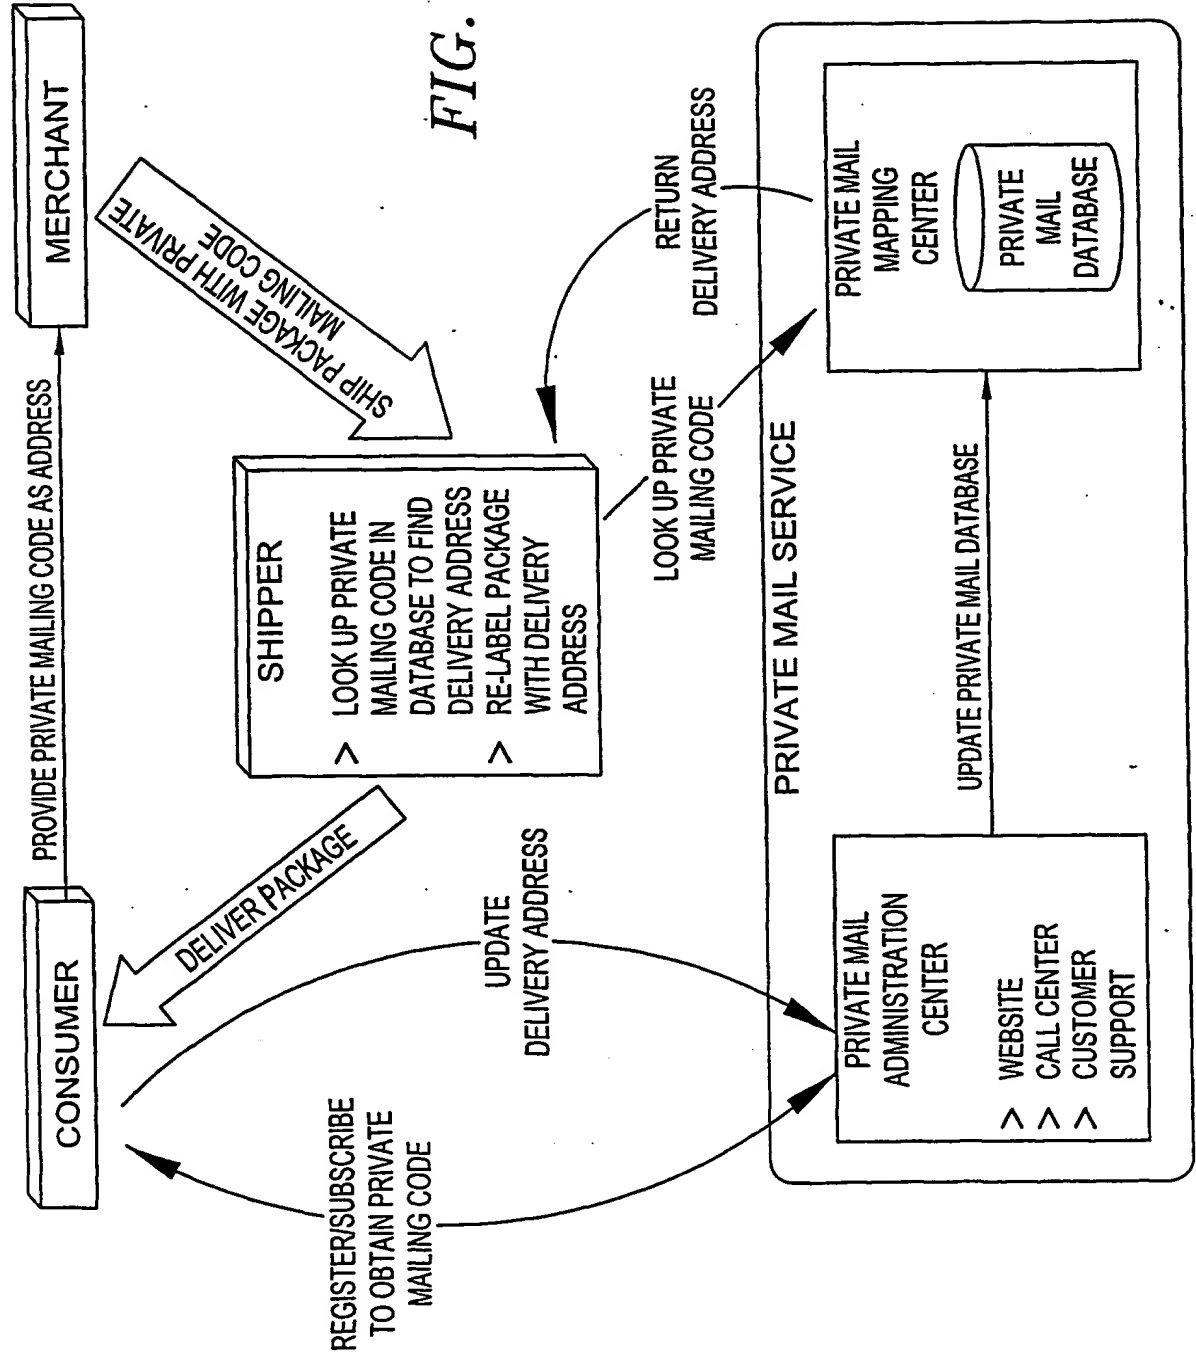 CONSUMER
PROVIDE PRIVATE MAILING CODE AS ADDRESS
MERCHANT
SHIP PACKAGE WITH PRIVATE
MAILING CODE
DELIVER PACKAGE
SHIPPER
> LOOK UP PRIVATE
MAILING CODE IN
DATABASE TO FIND
DELIVERY ADDRESS
> RE-LABEL PACKAGE
WITH DELIVERY
ADDRESS
FIG.
REGISTER/SUBSCRIBE
TO OBTAIN PRIVATE
MAILING CODE
UPDATE
DELIVERY ADDRESS
LOOK UP PRIVATE
MAILING CODE
RETURN
DELIVERY ADDRESS
PRIVATE MAIL SERVICE
PRIVATE MAIL
ADMINISTRATION
CENTER
> WEBSITE
> CALL CENTER
> CUSTOMER
SUPPORT
UPDATE PRIVATE MAIL DATABASE
PRIVATE MAIL
MAPPING
CENTER
PRIVATE
MAIL
DATABASE